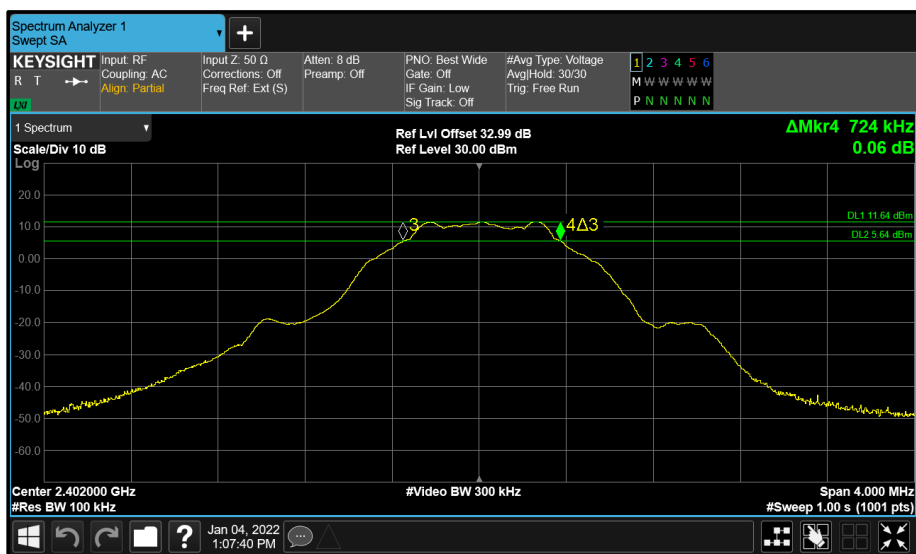 Spectrum Analyzer 1
Swept SA
KEYSIGHT
R T
LXI
Input: RF
Coupling: AC
Align: Partial
Input Z: 50 Ω
Corrections: Off
Freq Ref: Ext (S)
Atten: 8 dB
Preamp: Off
PNO: Best Wide
Gate: Off
IF Gain: Low
Sig Track: Off
#Avg Type: Voltage
Avg|Hold: 30/30
Trig: Free Run
1 2 3 4 5 6
M W W W W W
P N N N N N
1 Spectrum
Scale/Div 10 dB
Log
Ref Lvl Offset 32.99 dB
Ref Level 30.00 dBm
ΔMkr4 724 kHz
0.06 dB
20.0
10.0
0.00
-10.0
-20.0
-30.0
-40.0
-50.0
-60.0
3
4Δ3
DL1 11.64 dBm
DL2 5.64 dBm
Center 2.402000 GHz
#Res BW 100 kHz
#Video BW 300 kHz
Span 4.000 MHz
#Sweep 1.00 s (1001 pts)
?
Jan 04, 2022
1:07:40 PM